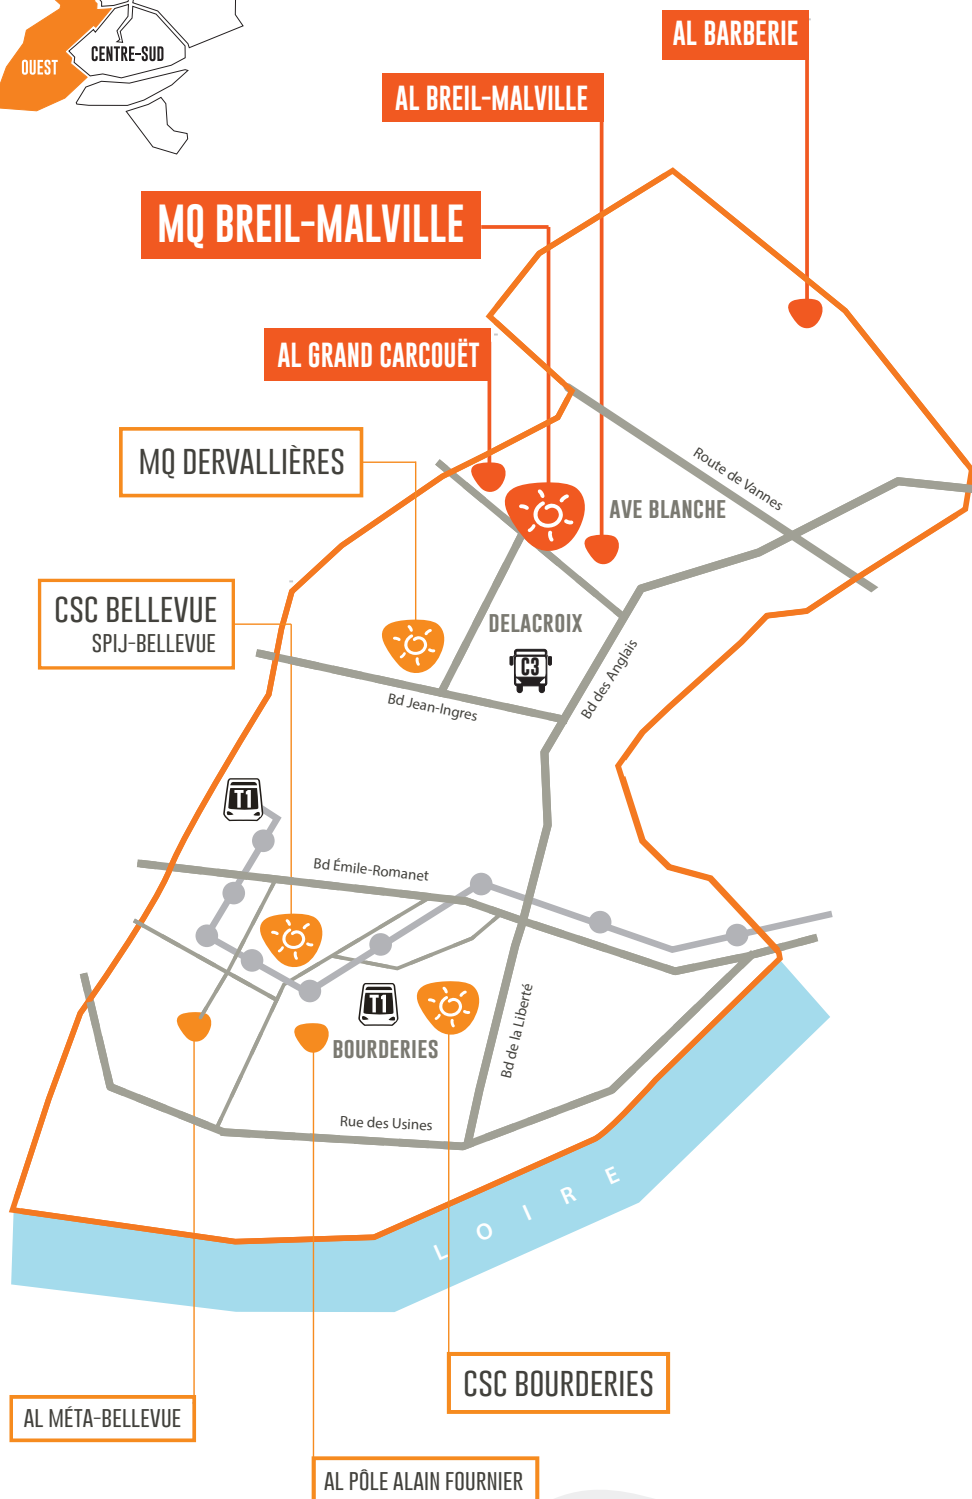 OUEST
CENTRE-SUD
AL BARBERIE
AL BREIL-MALVILLE
MQ BREIL-MALVILLE
AL GRAND CARCOUËT
MQ DERVALLIÈRES
Route de Vannes
AVE BLANCHE
CSC BELLEVUE
SPIJ-BELLEVUE
DELACROIX
C3
Bd des Anglais
Bd Jean-Ingres
T1
Bd Émile-Romanet
T1
BOURDERIES
Bd de la Liberté
Rue des Usines
LOIRE
CSC BOURDERIES
AL MÉTA-BELLEVUE
AL PÔLE ALAIN FOURNIER